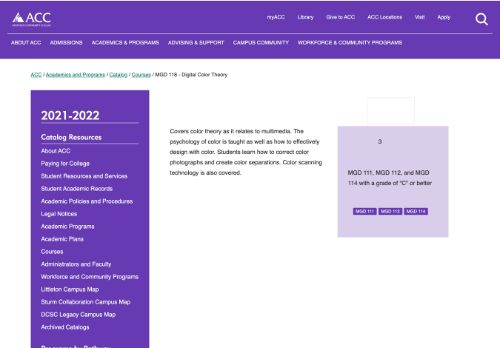 ACC
myACC Library Give to ACC ACC Locations Visit Apply
ABOUT ACC ADMISSIONS ACADEMICS & PROGRAMS ADVISING & SUPPORT CAMPUS COMMUNITY WORKFORCE & COMMUNITY PROGRAMS
ACC / Academics and Programs / Catalog / Courses / MGD 118 - Digital Color Theory
2021-2022
Catalog Resources
About ACC
Paying for College
Student Resources and Services
Student Academic Records
Academic Policies and Procedures
Legal Notices
Academic Programs
Academic Plans
Courses
Administrators and Faculty
Workforce and Community Programs
Littleton Campus Map
Sturm Collaboration Campus Map
DCSC Legacy Campus Map
Archived Catalogs
Covers color theory as it relates to multimedia. The
psychology of color is taught as well as how to effectively
design with color. Students learn how to correct color
photographs and create color separations. Color scanning
technology is also covered.
3
MGD 111, MGD 112, and MGD
114 with a grade of "C" or better
MGD 111 MGD 112 MGD 114